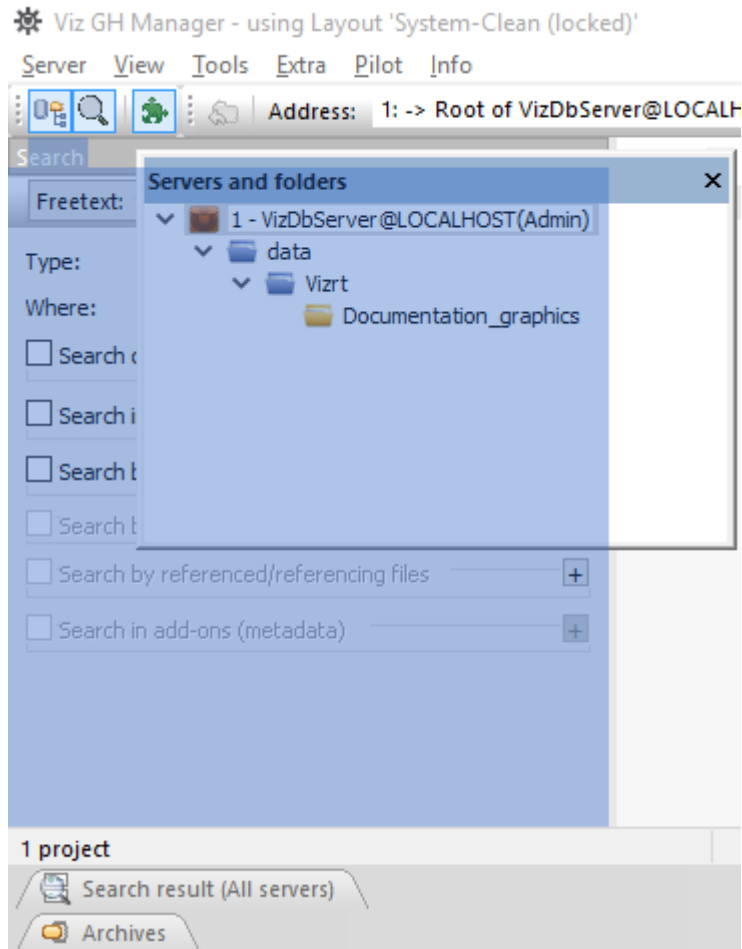 Viz GH Manager - using Layout 'System-Clean (locked)'
Server View Tools Extra Pilot Info
Address: 1: -> Root of VizDbServer@LOCALH
Search
Servers and folders
Freetext:
1 - VizDbServer@LOCALHOST(Admin)
Type:
data
Vizrt
Where:
Documentation_graphics
Search
Search
Search
Search
Search by referenced/referencing files
Search in add-ons (metadata)
1 project
Search result (All servers)
Archives